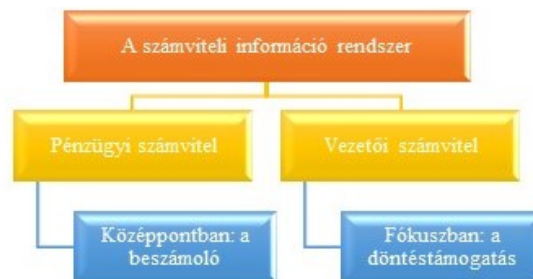 A számviteli információ rendszer
Pénzügyi számvitel
Vezetői számvitel
Középpontban: a
beszámoló
Fókuszban: a
döntéstámogatás